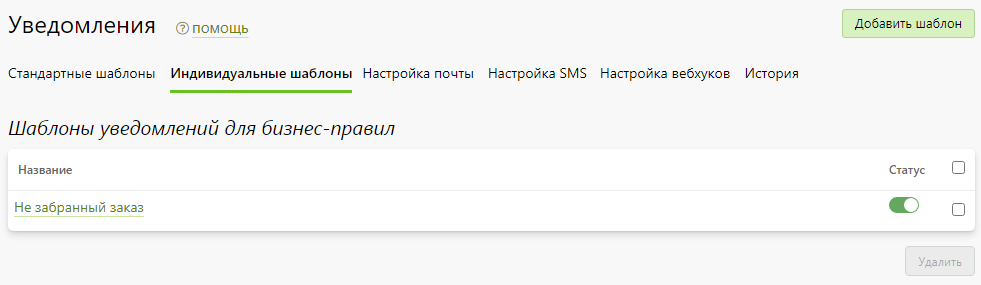 Уведомления
помощь
Добавить шаблон
Стандартные шаблоны Индивидуальные шаблоны Настройка почты Настройка SMS Настройка вебхуков История
Шаблоны уведомлений для бизнес-правил
Название Статус
Не забранный заказ
Удалить